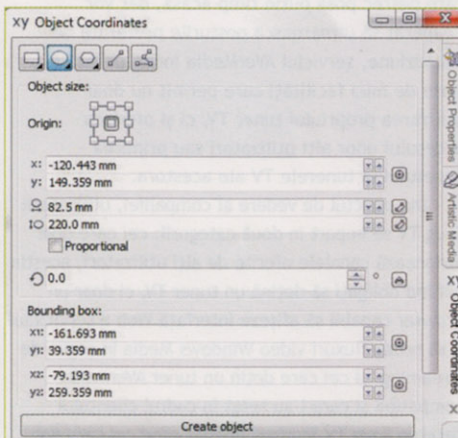 XY Object Coordinates
Object size:
Origin:
x: -120.443 mm
y: 149.359 mm
82.5 mm
220.0 mm
Proportional
0.0 °
Bounding box:
x1: -161.693 mm
y1: 39.359 mm
x2: -79.193 mm
y2: 259.359 mm
Create object
Object Properties
Artistic Media
XY Object Coordinates